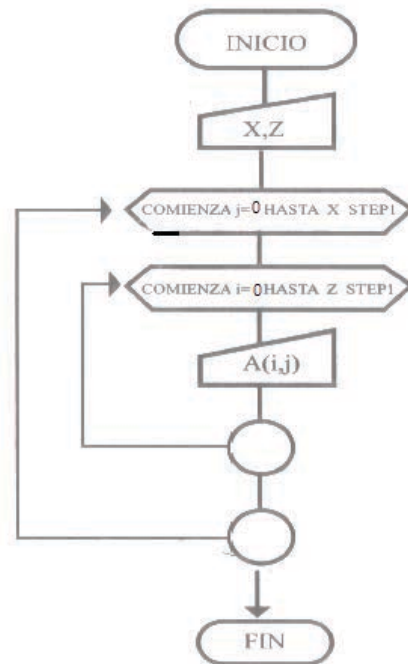 INICIO
X,Z
COMIENZA j=0 HASTA X STEP1
COMIENZA i=0 HASTA Z STEP1
A(i,j)
FIN